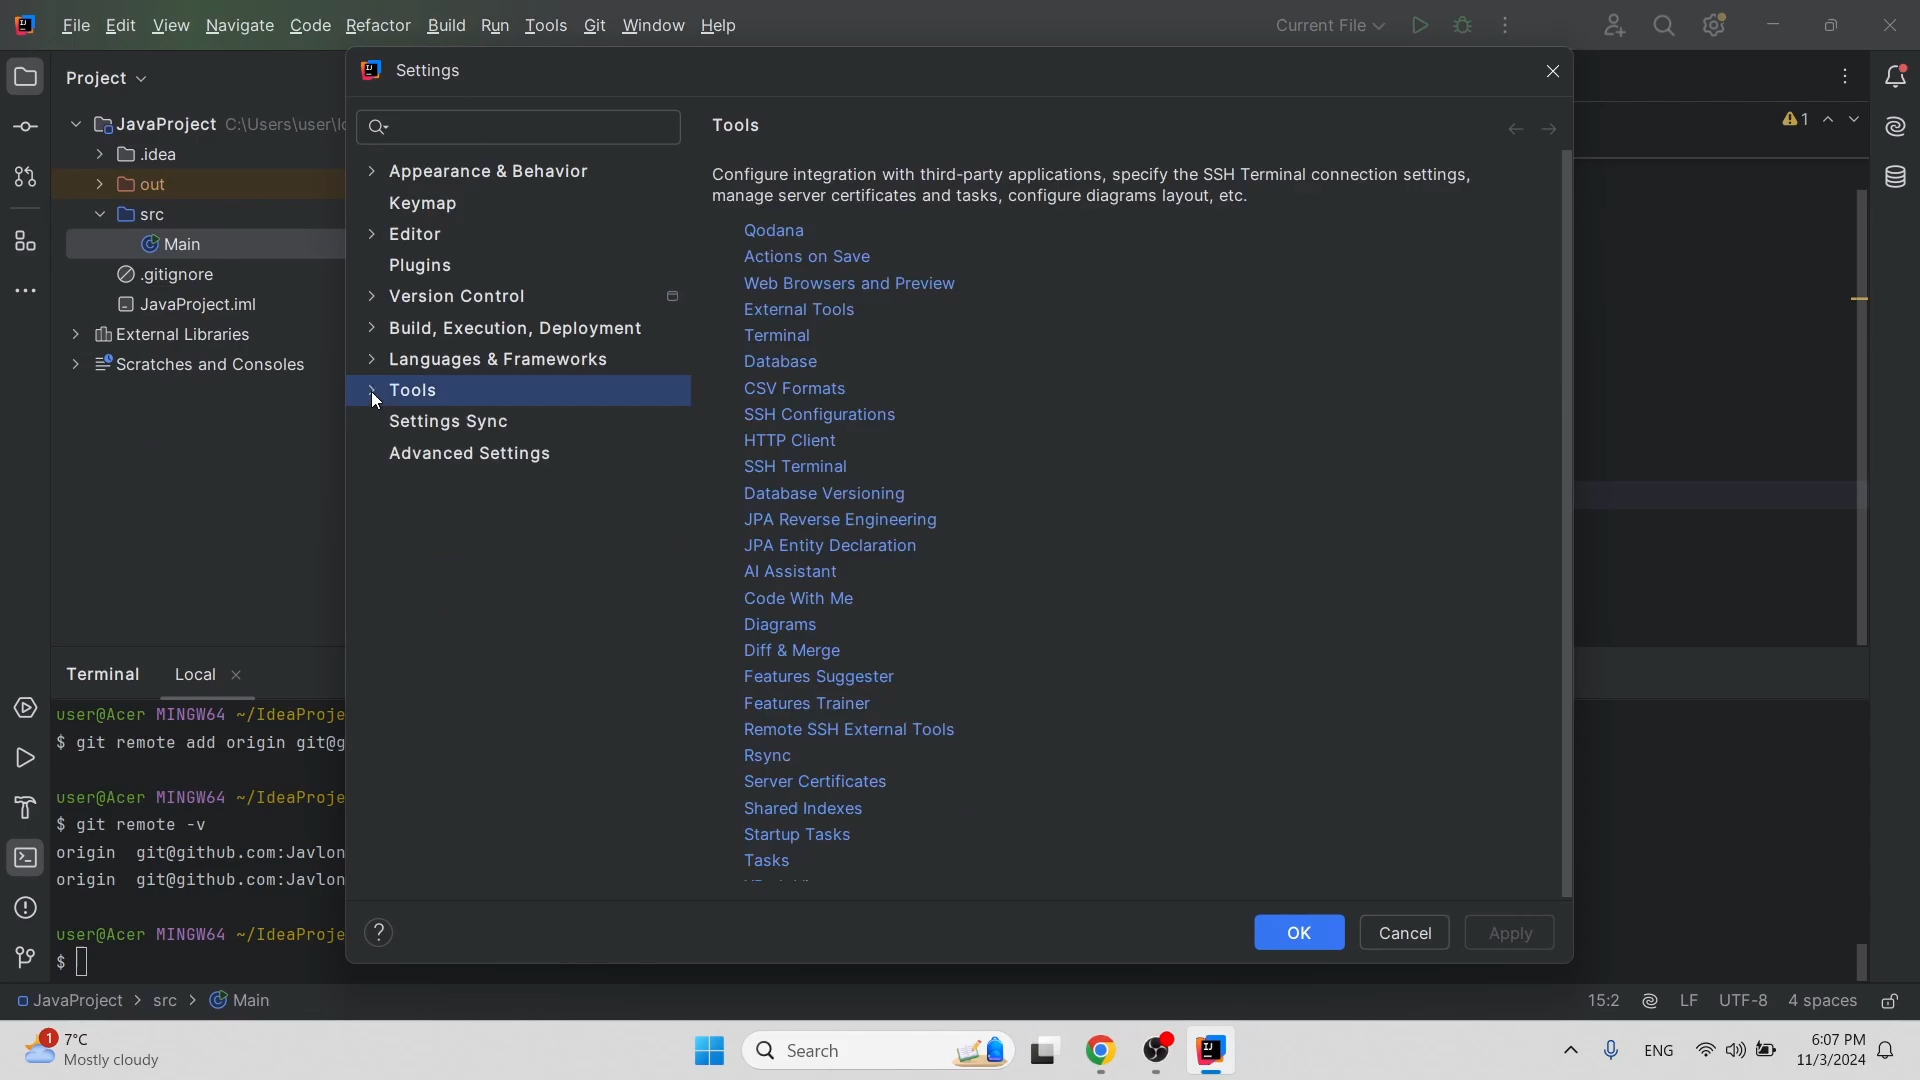 File Edit View Navigate Code Refactor Build Run Tools Git Window Help
Current File
Project
JavaProject C:\Users\user\Ic
.idea
out
src
Main
.gitignore
JavaProject.iml
External Libraries
Scratches and Consoles
Settings
Appearance & Behavior
Keymap
Editor
Plugins
Version Control
Build, Execution, Deployment
Languages & Frameworks
Tools
Settings Sync
Advanced Settings
Tools
Configure integration with third-party applications, specify the SSH Terminal connection settings,
manage server certificates and tasks, configure diagrams layout, etc.
Qodana
Actions on Save
Web Browsers and Preview
External Tools
Terminal
Database
CSV Formats
SSH Configurations
HTTP Client
SSH Terminal
Database Versioning
JPA Reverse Engineering
JPA Entity Declaration
AI Assistant
Code With Me
Diagrams
Diff & Merge
Features Suggester
Features Trainer
Remote SSH External Tools
Rsync
Server Certificates
Shared Indexes
Startup Tasks
Tasks
? OK Cancel Apply
1
Terminal Local
user@Acer MINGW64 ~/IdeaProje
$ git remote add origin git@g
user@Acer MINGW64 ~/IdeaProje
$ git remote -v
origin git@github.com:Javlon
origin git@github.com:Javlon
user@Acer MINGW64 ~/IdeaProje
$
JavaProject > src > Main
15:2 LF UTF-8 4 spaces
1
7°C
Mostly cloudy
Search
ENG
6:07 PM
11/3/2024